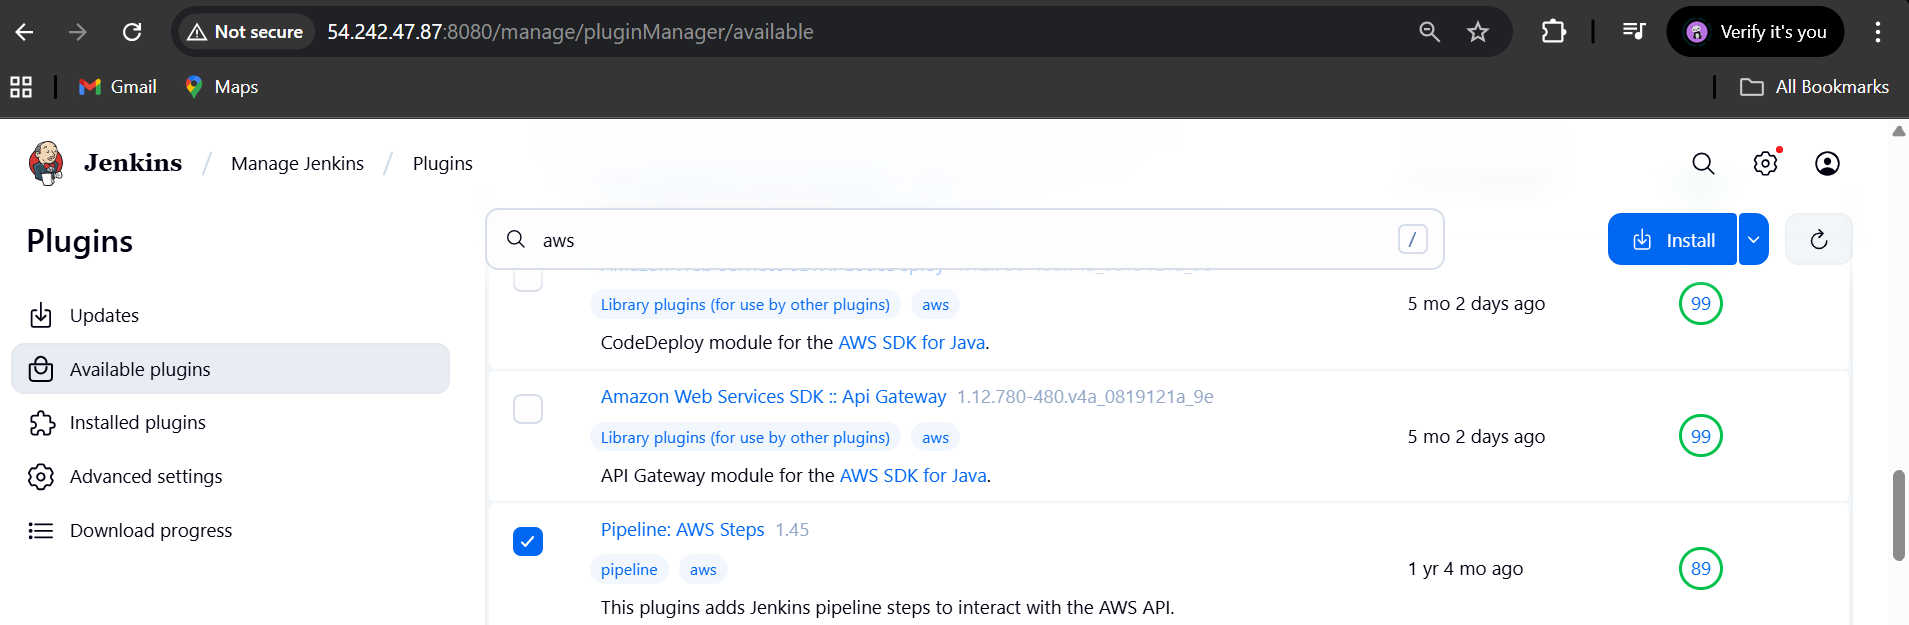 Not secure 54.242.47.87:8080/manage/pluginManager/available Verify it's you
Gmail Maps All Bookmarks
Jenkins / Manage Jenkins / Plugins
Plugins
aws / Install
Updates
Available plugins
Installed plugins
Advanced settings
Download progress
Library plugins (for use by other plugins) aws 5 mo 2 days ago 99
CodeDeploy module for the AWS SDK for Java.
Amazon Web Services SDK :: Api Gateway 1.12.780-480.v4a_0819121a_9e
Library plugins (for use by other plugins) aws 5 mo 2 days ago 99
API Gateway module for the AWS SDK for Java.
Pipeline: AWS Steps 1.45
pipeline aws 1 yr 4 mo ago 89
This plugins adds Jenkins pipeline steps to interact with the AWS API.